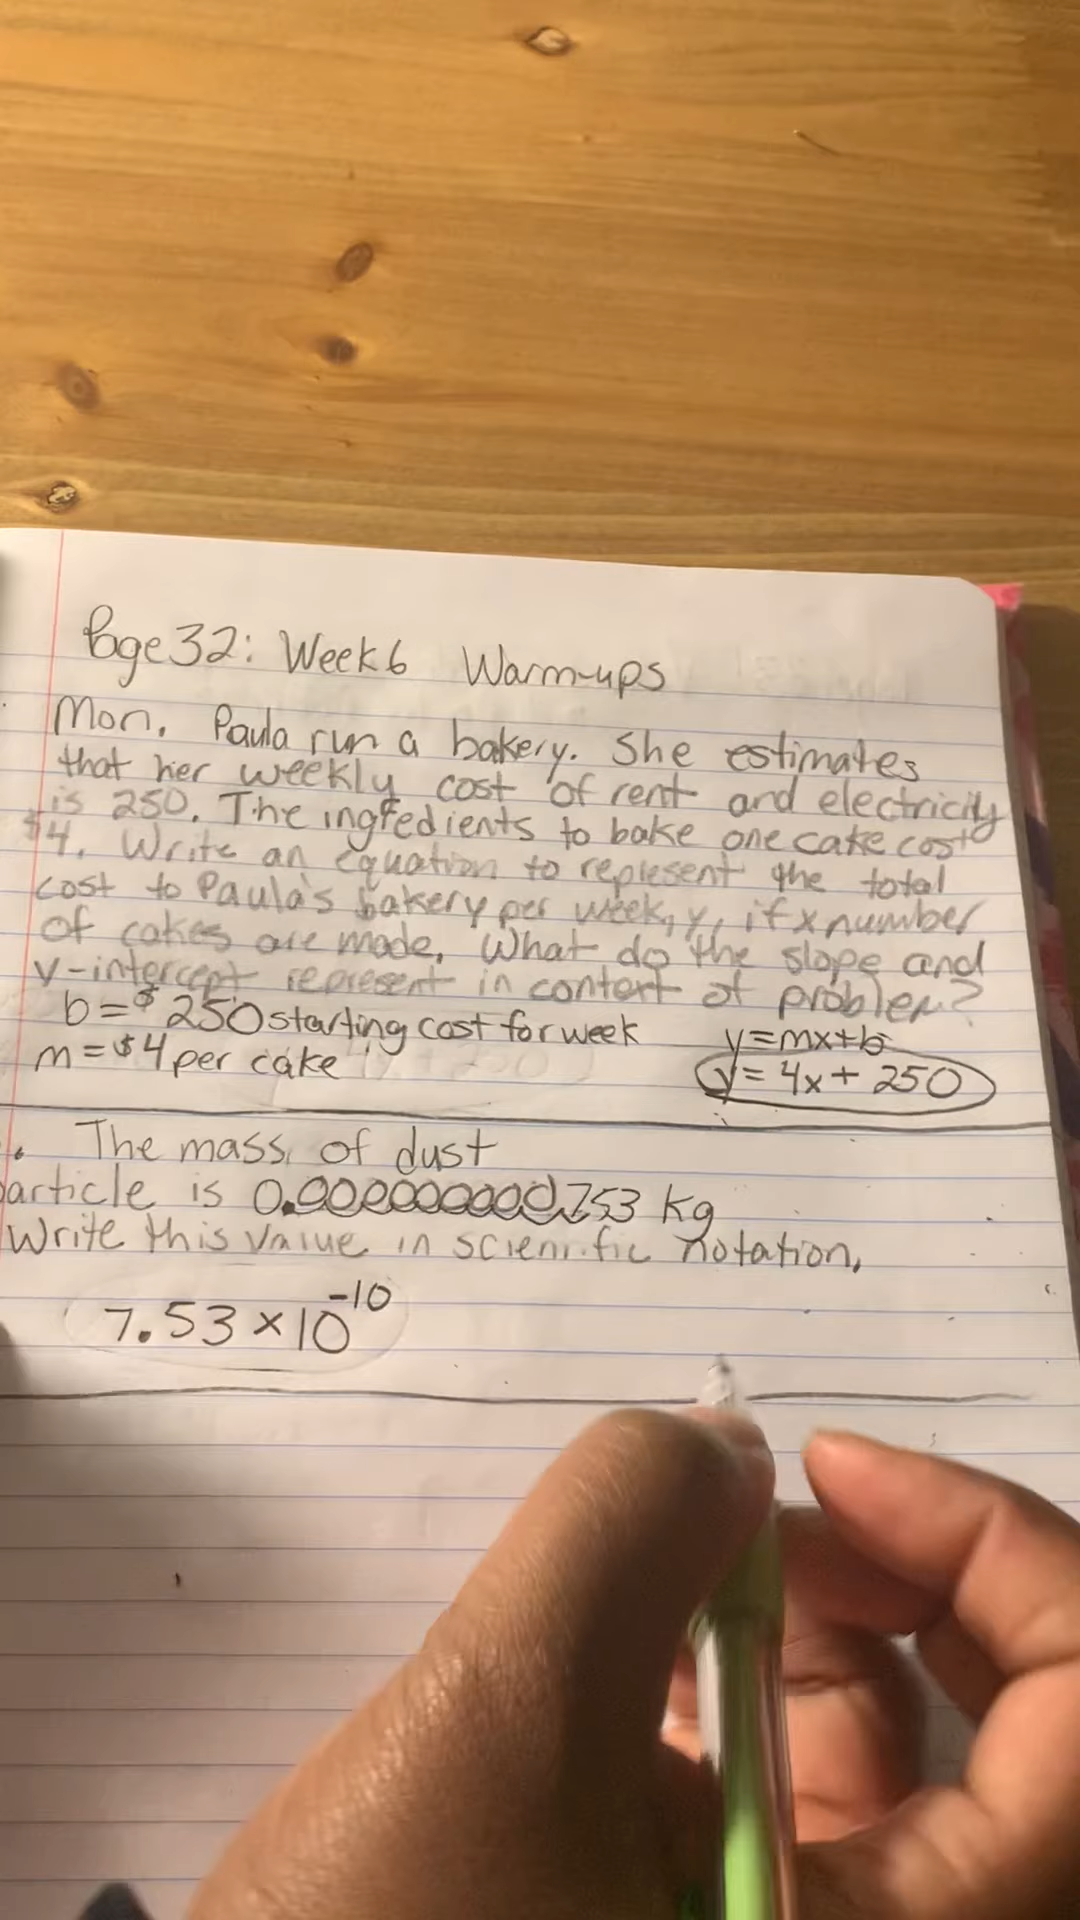 Page 32: Week 6 Warm-ups
Mon. Paula run a bakery. She estimates
that her weekly cost of rent and electricity
is 250. The ingredients to bake one cake cost
$4. Write an equation to represent the total
cost to Paula's bakery per week, y, if x number
of cakes are made. What do the slope and
y-intercept represent in context of problem?
b = $250 starting cost for week
m = $4 per cake
y = mx + b
y = 4x + 250
. The mass of dust
particle is 0.000000000753 kg
Write this value in scientific notation.
7.53 × 10⁻¹⁰